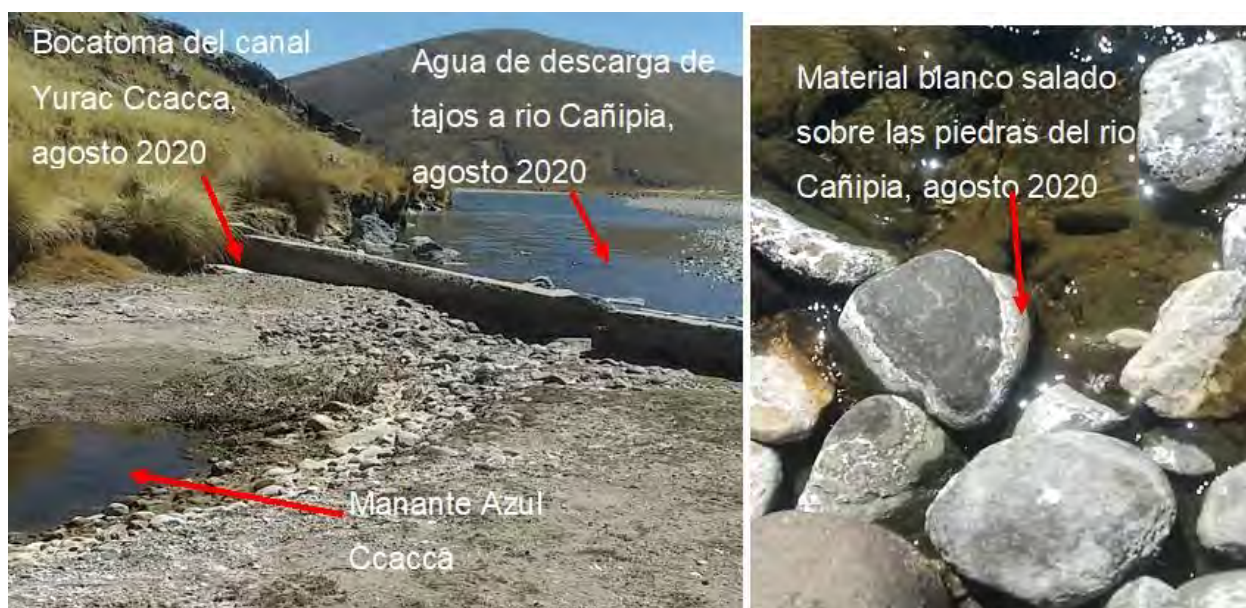 Bocatoma del canal
Yurac Ccacca,
agosto 2020
Agua de descarga de
tajos a rio Cañipia,
agosto 2020
Manante Azul
Ccacca
Material blanco salado
sobre las piedras del rio
Cañipia, agosto 2020